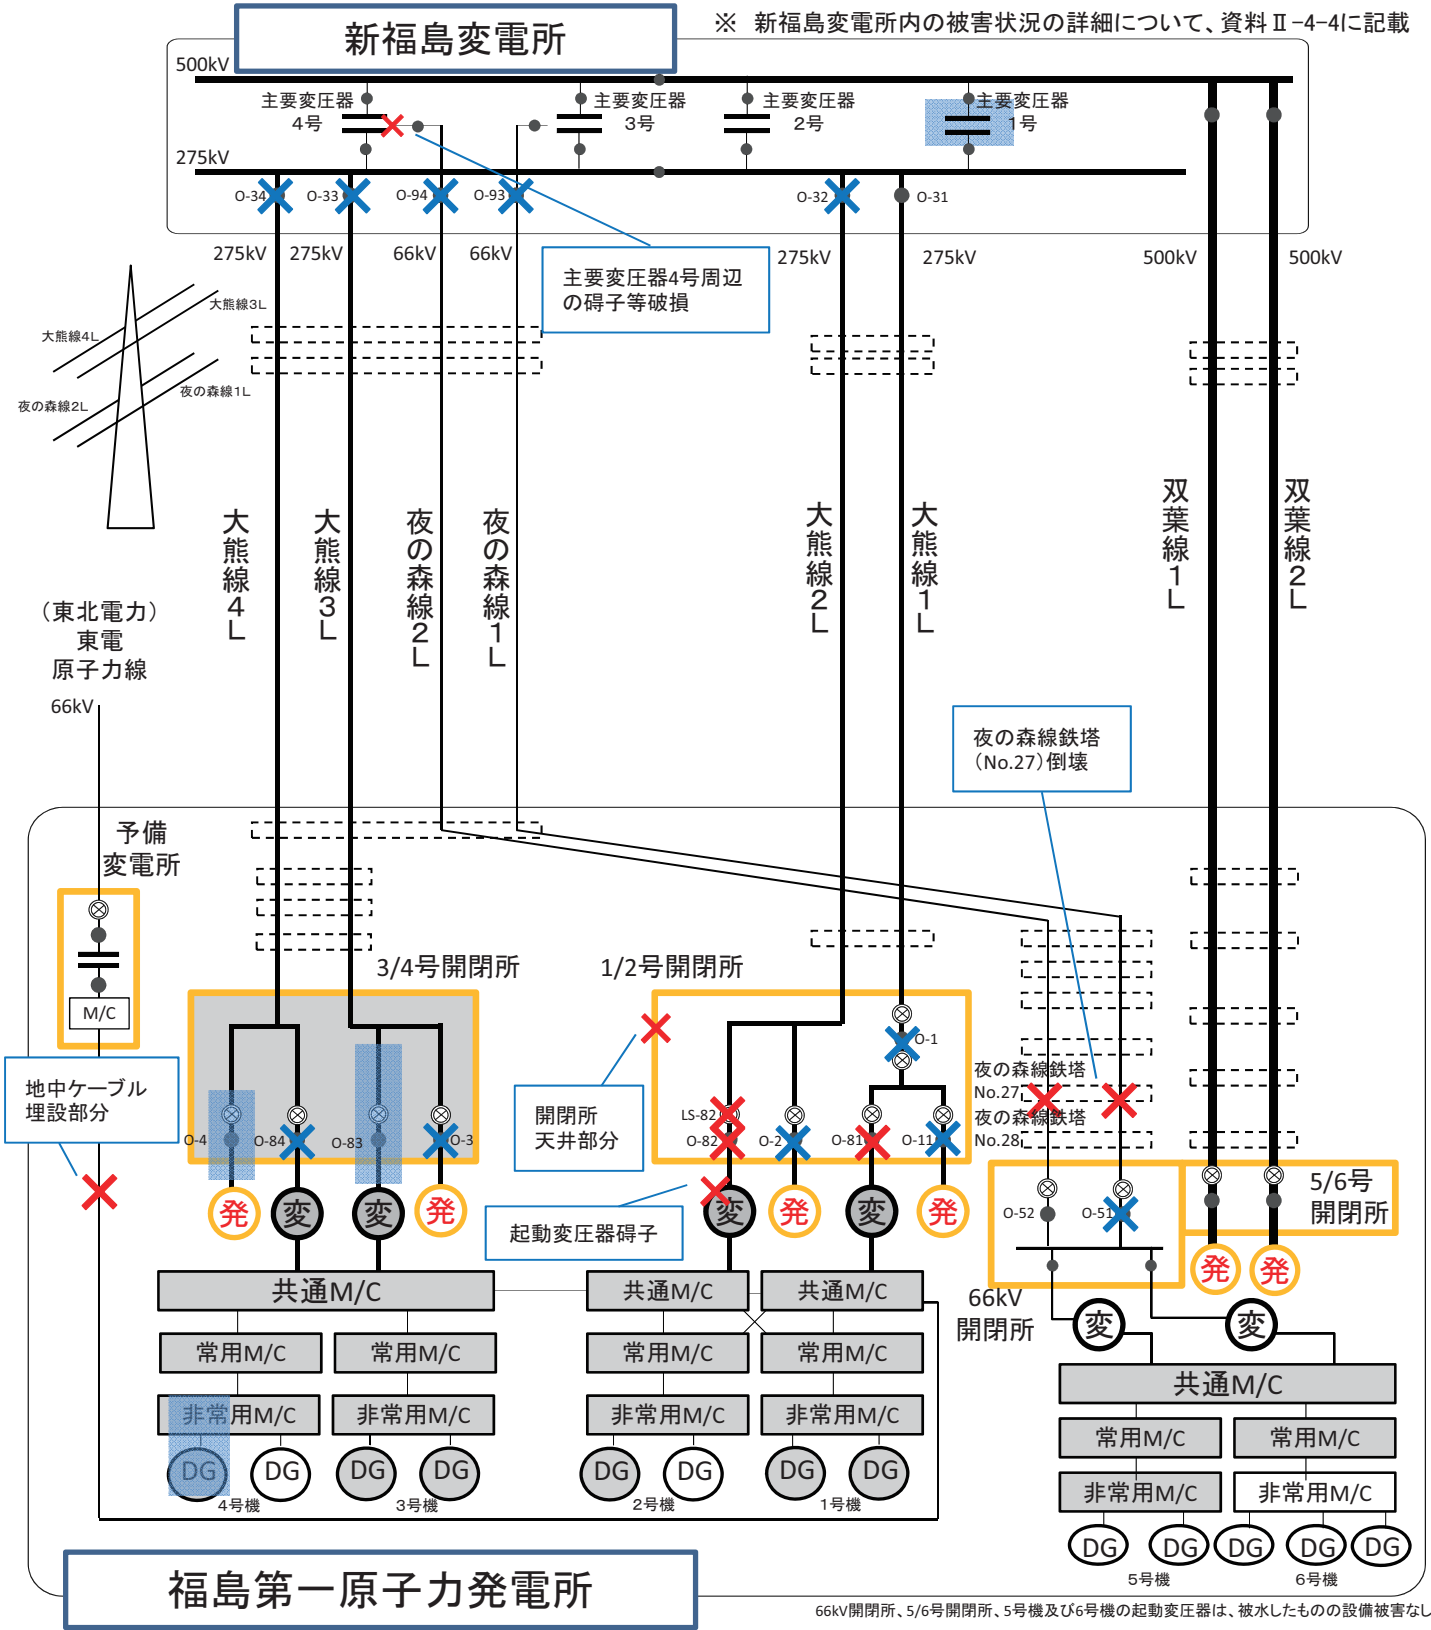 新福島変電所
※ 新福島変電所内の被害状況の詳細について、資料Ⅱ-4-4に記載
500kV
主要変圧器
4号
主要変圧器
3号
主要変圧器
2号
主要変圧器
1号
275kV
O-34
O-33
O-94
O-93
O-32
O-31
275kV
275kV
66kV
66kV
275kV
275kV
500kV
500kV
主要変圧器4号周辺
の碍子等破損
大熊線3L
大熊線4L
夜の森線1L
夜の森線2L
大熊線4L
大熊線3L
夜の森線2L
夜の森線1L
大熊線2L
大熊線1L
双葉線1L
双葉線2L
(東北電力)
東電
原子力線
66kV
夜の森線鉄塔
(No.27)倒壊
予備
変電所
M/C
3/4号開閉所
1/2号開閉所
地中ケーブル
埋設部分
開閉所
天井部分
起動変圧器碍子
O-4
O-84
O-83
O-3
LS-82
O-82
O-2
O-1
O-81
O-11
夜の森線鉄塔
No.27
夜の森線鉄塔
No.28
O-52
O-51
5/6号
開閉所
発
変
変
発
変
発
変
発
発
発
66kV
開閉所
変
変
共通M/C
共通M/C
共通M/C
常用M/C
常用M/C
常用M/C
常用M/C
非常用M/C
非常用M/C
非常用M/C
非常用M/C
DG
DG
DG
DG
DG
DG
DG
DG
4号機
3号機
2号機
1号機
共通M/C
常用M/C
常用M/C
非常用M/C
非常用M/C
DG
DG
DG
DG
DG
5号機
6号機
福島第一原子力発電所
66kV開閉所、5/6号開閉所、5号機及び6号機の起動変圧器は、被水したものの設備被害なし